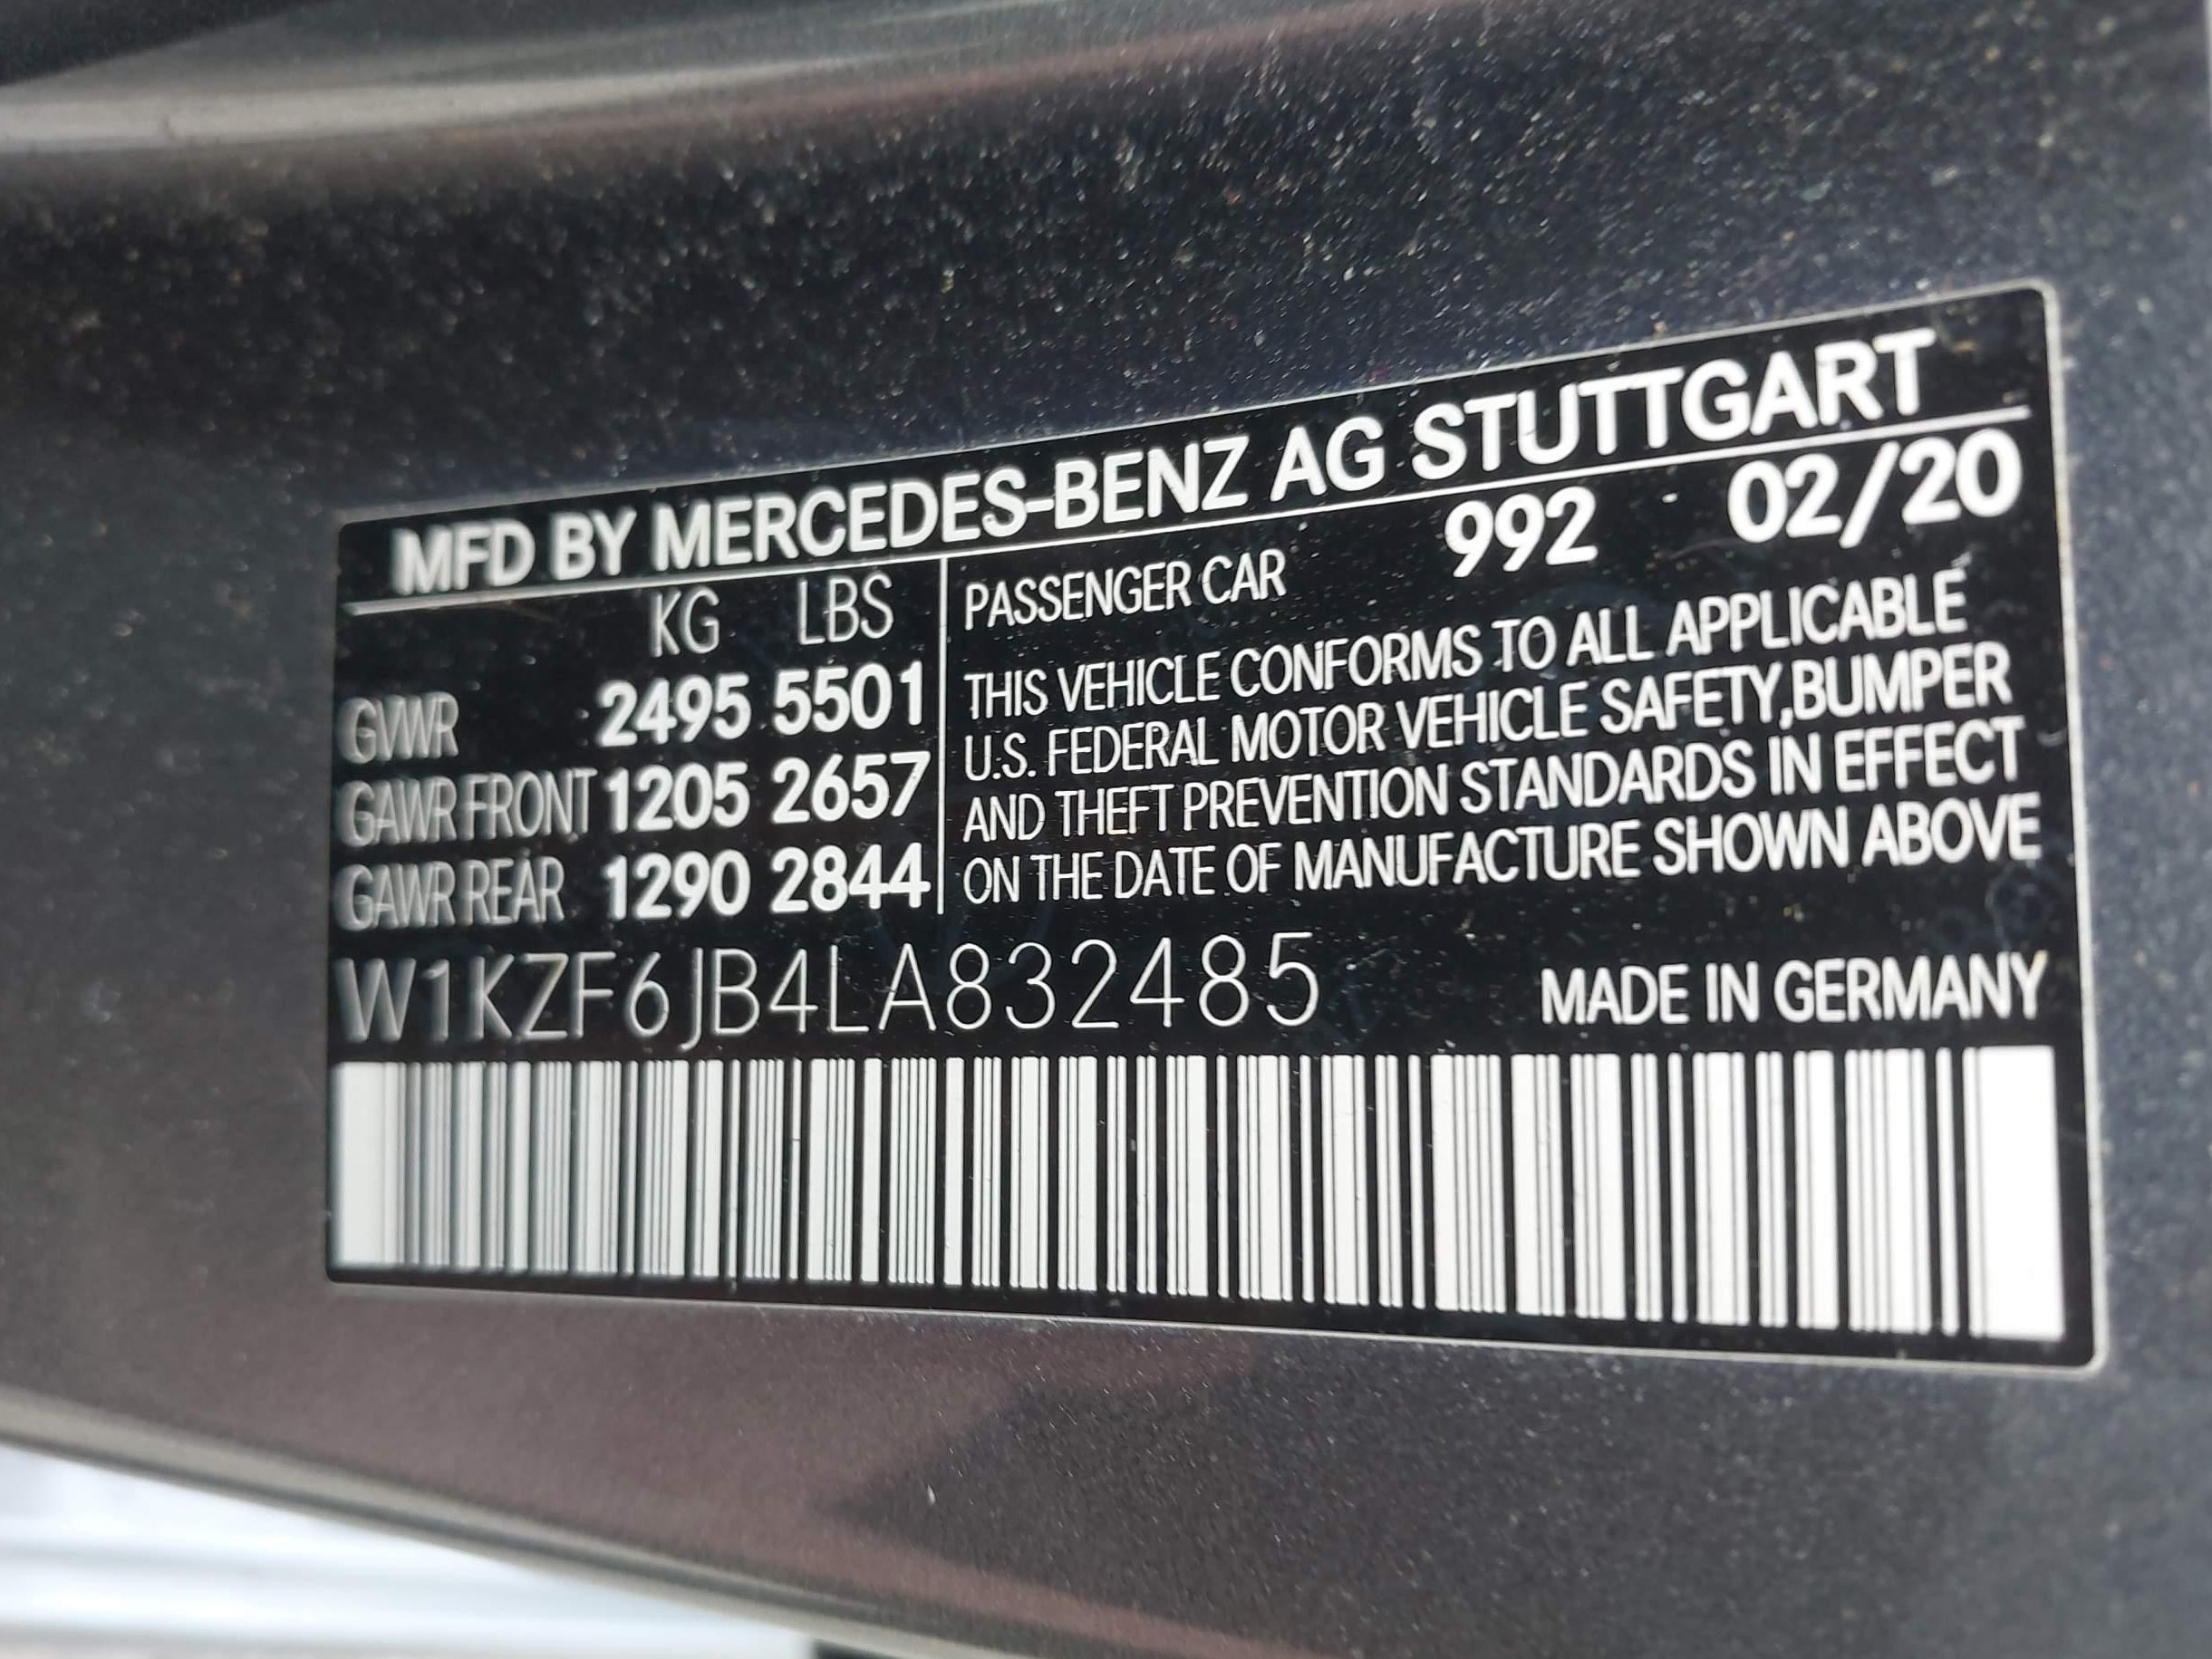 MFD BY MERCEDES-BENZ AG STUTTGART
KG LBS
GVWR 2495 5501
GAWR FRONT 1205 2657
GAWR REAR 1290 2844
PASSENGER CAR 992 02/20
THIS VEHICLE CONFORMS TO ALL APPLICABLE
U.S. FEDERAL MOTOR VEHICLE SAFETY,BUMPER
AND THEFT PREVENTION STANDARDS IN EFFECT
ON THE DATE OF MANUFACTURE SHOWN ABOVE
W1KZF6JB4LA832485
MADE IN GERMANY